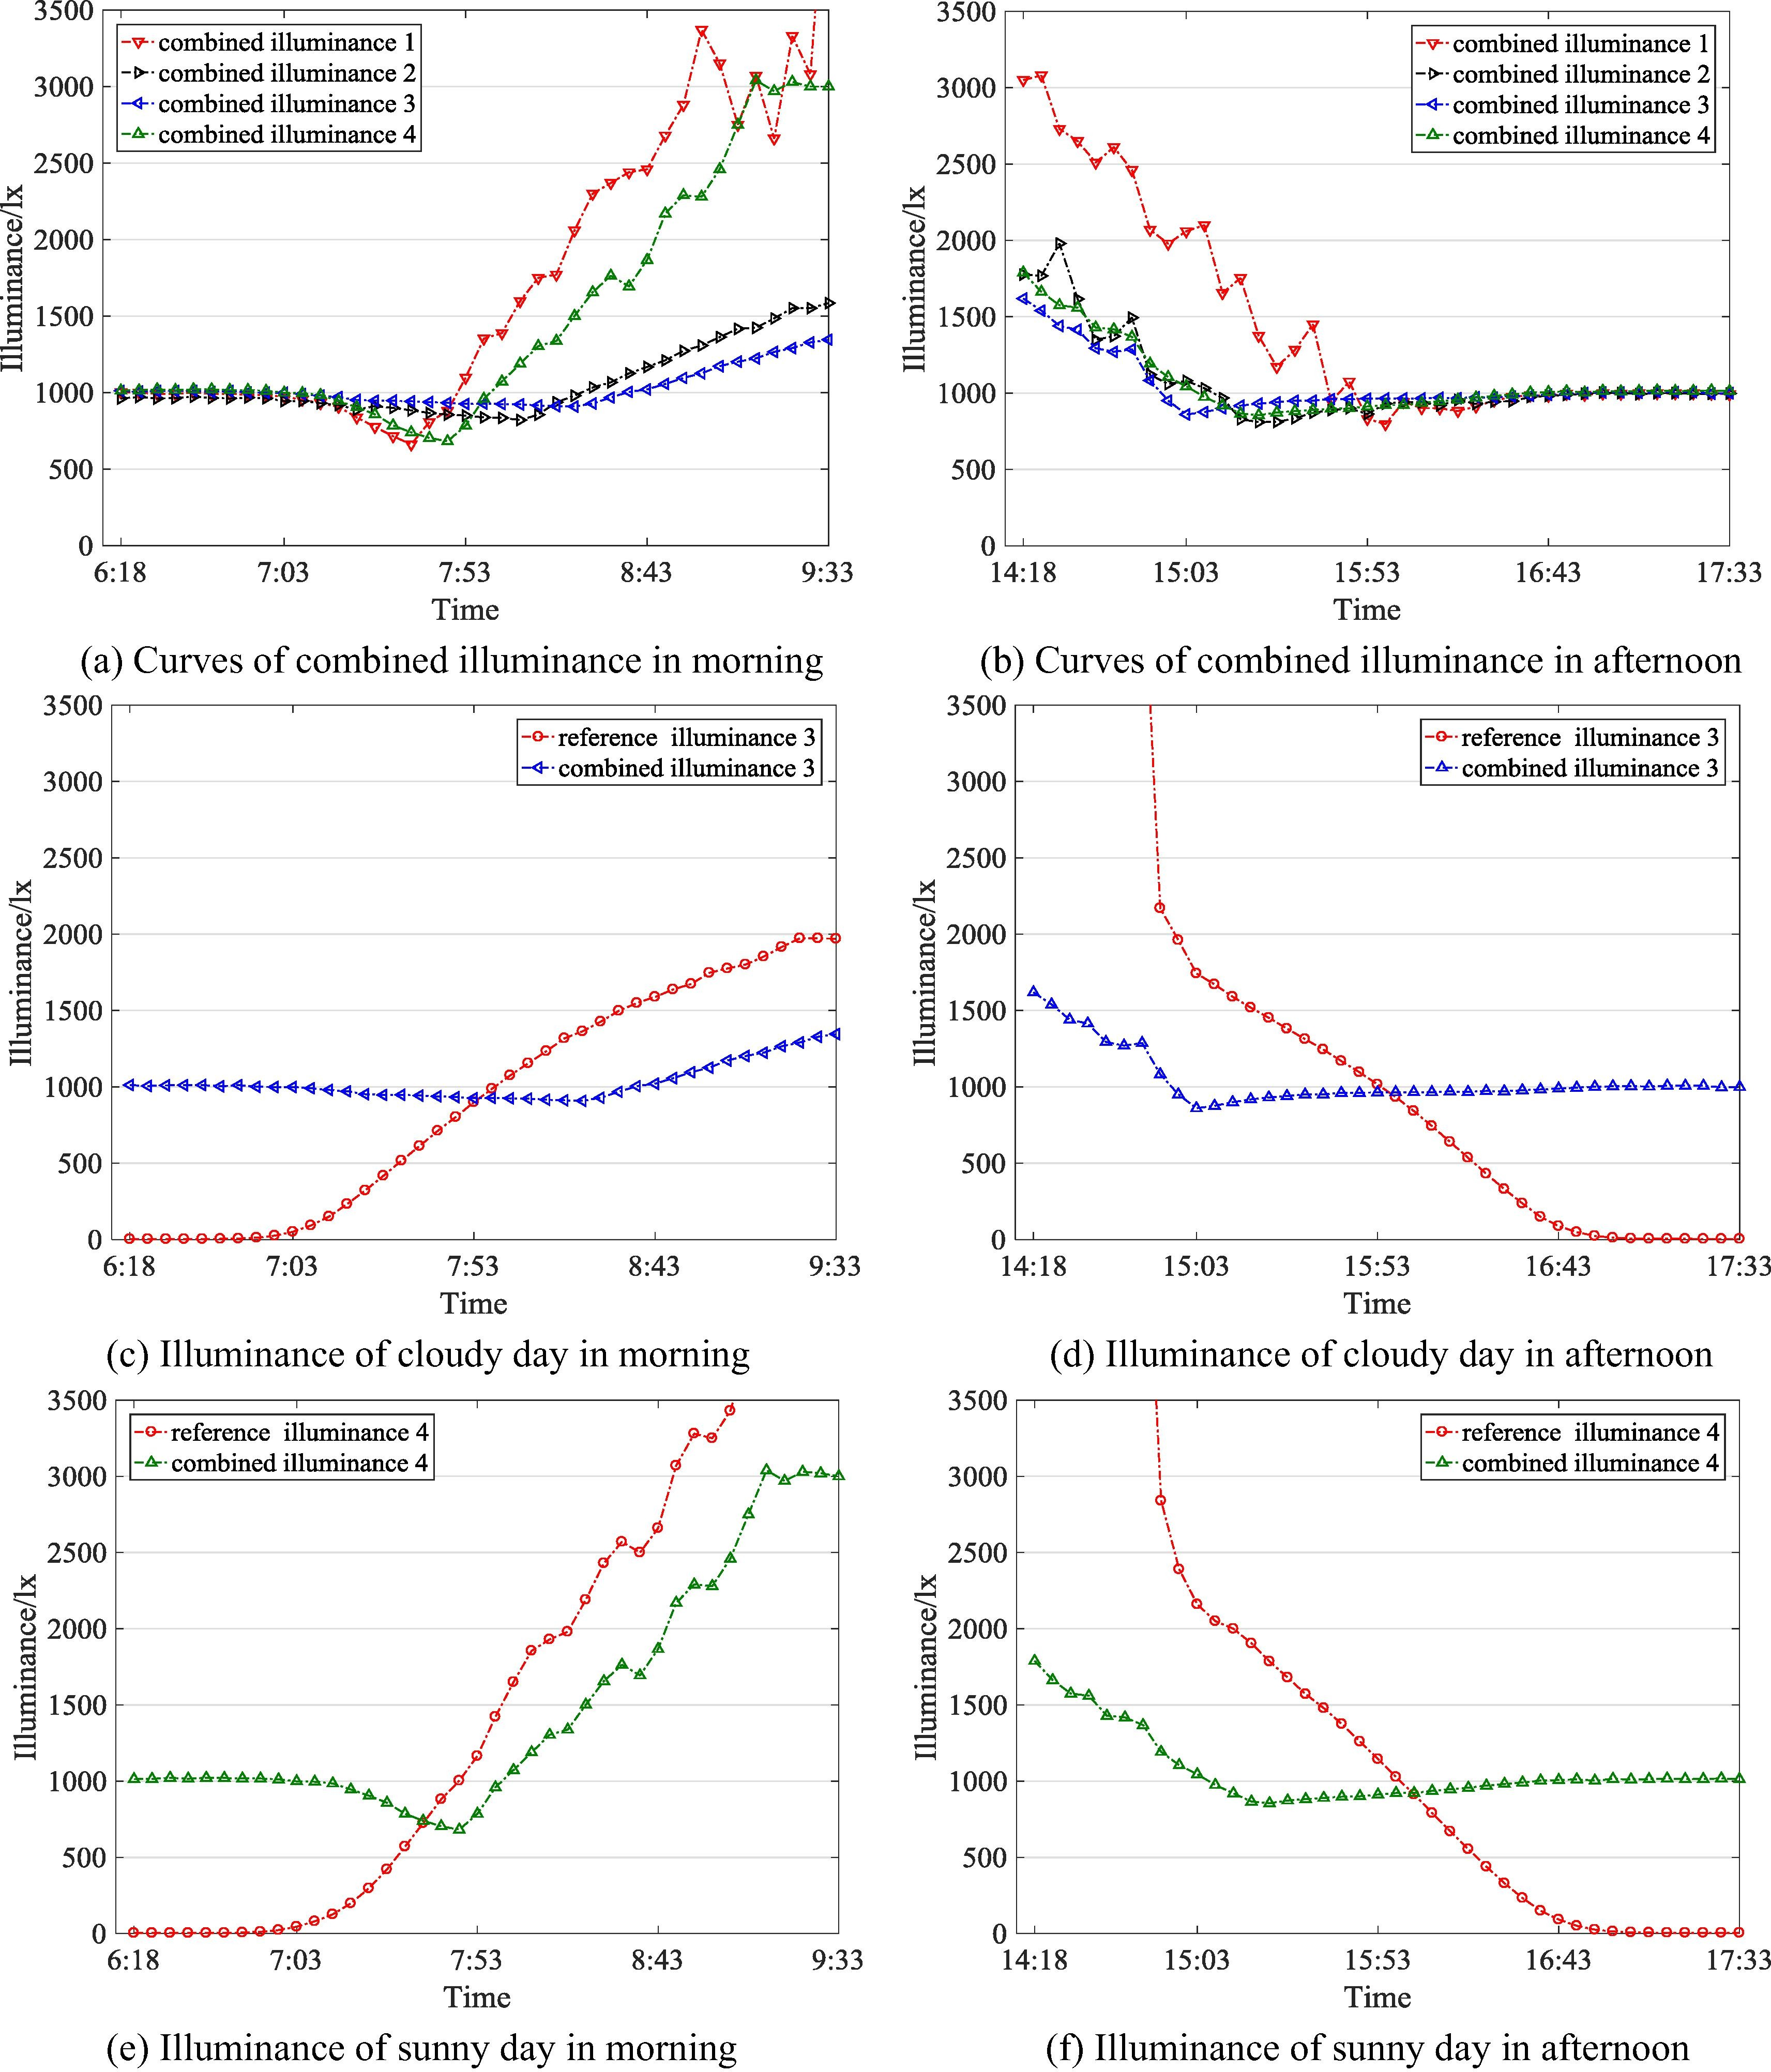 3500
3000
2500
2000
1500
1000
500
0
Illuminance/lx
combined illuminance 1
combined illuminance 2
combined illuminance 3
combined illuminance 4
6:18 7:03 7:53 8:43 9:33
Time
(a) Curves of combined illuminance in morning
3500
3000
2500
2000
1500
1000
500
0
Illuminance/lx
combined illuminance 1
combined illuminance 2
combined illuminance 3
combined illuminance 4
14:18 15:03 15:53 16:43 17:33
Time
(b) Curves of combined illuminance in afternoon
3500
3000
2500
2000
1500
1000
500
0
Illuminance/lx
reference illuminance 3
combined illuminance 3
6:18 7:03 7:53 8:43 9:33
Time
(c) Illuminance of cloudy day in morning
3500
3000
2500
2000
1500
1000
500
0
Illuminance/lx
reference illuminance 3
combined illuminance 3
14:18 15:03 15:53 16:43 17:33
Time
(d) Illuminance of cloudy day in afternoon
3500
3000
2500
2000
1500
1000
500
0
Illuminance/lx
reference illuminance 4
combined illuminance 4
6:18 7:03 7:53 8:43 9:33
Time
(e) Illuminance of sunny day in morning
3500
3000
2500
2000
1500
1000
500
0
Illuminance/lx
reference illuminance 4
combined illuminance 4
14:18 15:03 15:53 16:43 17:33
Time
(f) Illuminance of sunny day in afternoon